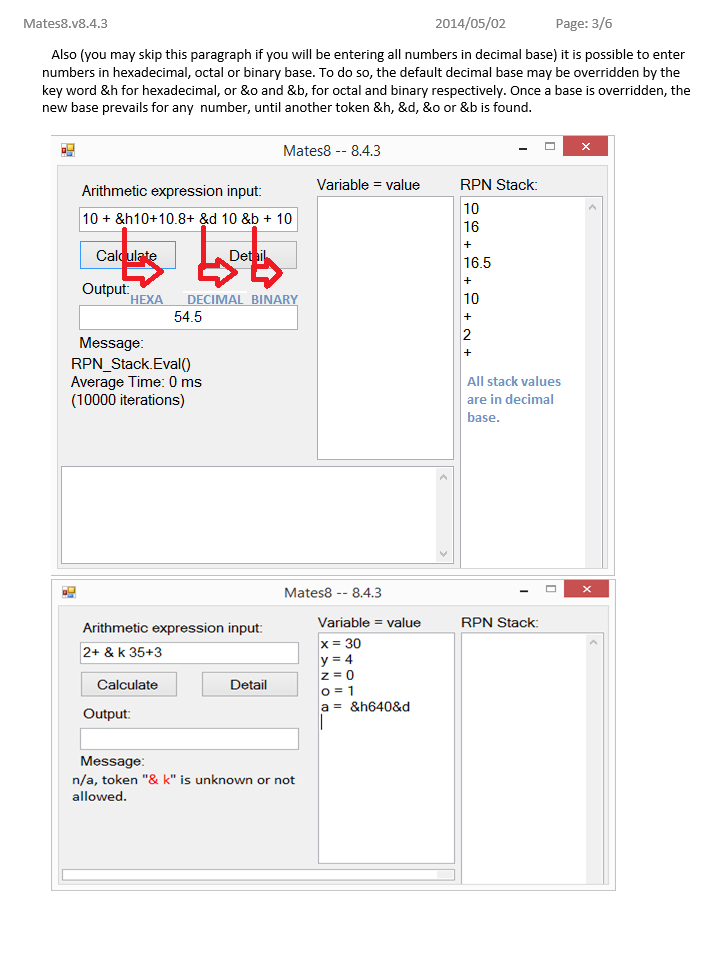 Mates8.v8.4.3 2014/05/02 Page: 3/6
Also (you may skip this paragraph if you will be entering all numbers in decimal base) it is possible to enter
numbers in hexadecimal, octal or binary base. To do so, the default decimal base may be overridden by the
key word &h for hexadecimal, or &o and &b, for octal and binary respectively. Once a base is overridden, the
new base prevails for any number, until another token &h, &d, &o or &b is found.
Mates8 -- 8.4.3
Arithmetic expression input:
10 + &h10+10.8+ &d 10 &b + 10
Calculate Detail
Output:
HEXA DECIMAL BINARY
54.5
Message:
RPN_Stack.Eval()
Average Time: 0 ms
(10000 iterations)
Variable = value
RPN Stack:
10
16
+
16.5
+
10
+
2
+
All stack values
are in decimal
base.
Mates8 -- 8.4.3
Arithmetic expression input:
2+ & k 35+3
Calculate Detail
Output:
Message:
n/a, token "& k" is unknown or not
allowed.
Variable = value
x = 30
y = 4
z = 0
o = 1
a = &h640&d
RPN Stack: